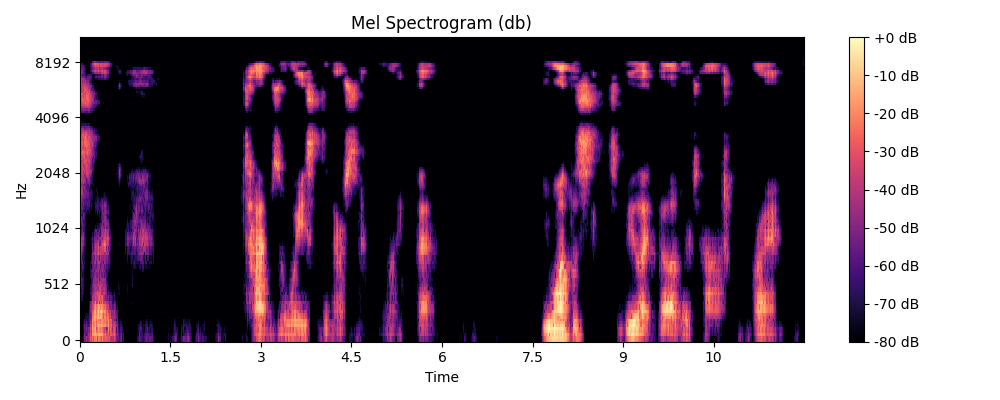 Mel Spectrogram (db)
Hz
8192
4096
2048
1024
512
0
0 1.5 3 4.5 6 7.5 9 10
Time
+0 dB
-10 dB
-20 dB
-30 dB
-40 dB
-50 dB
-60 dB
-70 dB
-80 dB